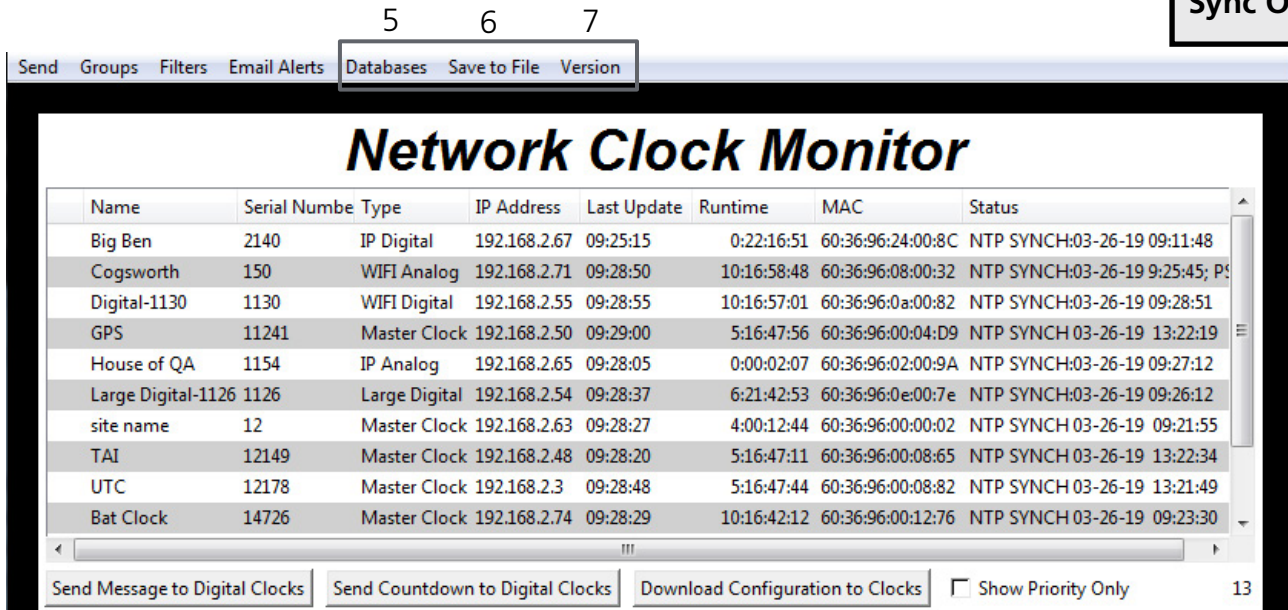 Sync O
5 6 7
Send Groups Filters Email Alerts Databases Save to File Version
Network Clock Monitor
Name Serial Numbe Type IP Address Last Update Runtime MAC Status
Big Ben 2140 IP Digital 192.168.2.67 09:25:15 0:22:16:51 60:36:96:24:00:8C NTP SYNCH:03-26-19 09:11:48
Cogsworth 150 WIFI Analog 192.168.2.71 09:28:50 10:16:58:48 60:36:96:08:00:32 NTP SYNCH:03-26-19 9:25:45; PS
Digital-1130 1130 WIFI Digital 192.168.2.55 09:28:55 10:16:57:01 60:36:96:0a:00:82 NTP SYNCH:03-26-19 09:28:51
GPS 11241 Master Clock 192.168.2.50 09:29:00 5:16:47:56 60:36:96:00:04:D9 NTP SYNCH 03-26-19 13:22:19
House of QA 1154 IP Analog 192.168.2.65 09:28:05 0:00:02:07 60:36:96:02:00:9A NTP SYNCH:03-26-19 09:27:12
Large Digital-1126 1126 Large Digital 192.168.2.54 09:28:37 6:21:42:53 60:36:96:0e:00:7e NTP SYNCH:03-26-19 09:26:12
site name 12 Master Clock 192.168.2.63 09:28:27 4:00:12:44 60:36:96:00:00:02 NTP SYNCH 03-26-19 09:21:55
TAI 12149 Master Clock 192.168.2.48 09:28:20 5:16:47:11 60:36:96:00:08:65 NTP SYNCH 03-26-19 13:22:34
UTC 12178 Master Clock 192.168.2.3 09:28:48 5:16:47:44 60:36:96:00:08:82 NTP SYNCH 03-26-19 13:21:49
Bat Clock 14726 Master Clock 192.168.2.74 09:28:29 10:16:42:12 60:36:96:00:12:76 NTP SYNCH 03-26-19 09:23:30
Send Message to Digital Clocks Send Countdown to Digital Clocks Download Configuration to Clocks Show Priority Only 13